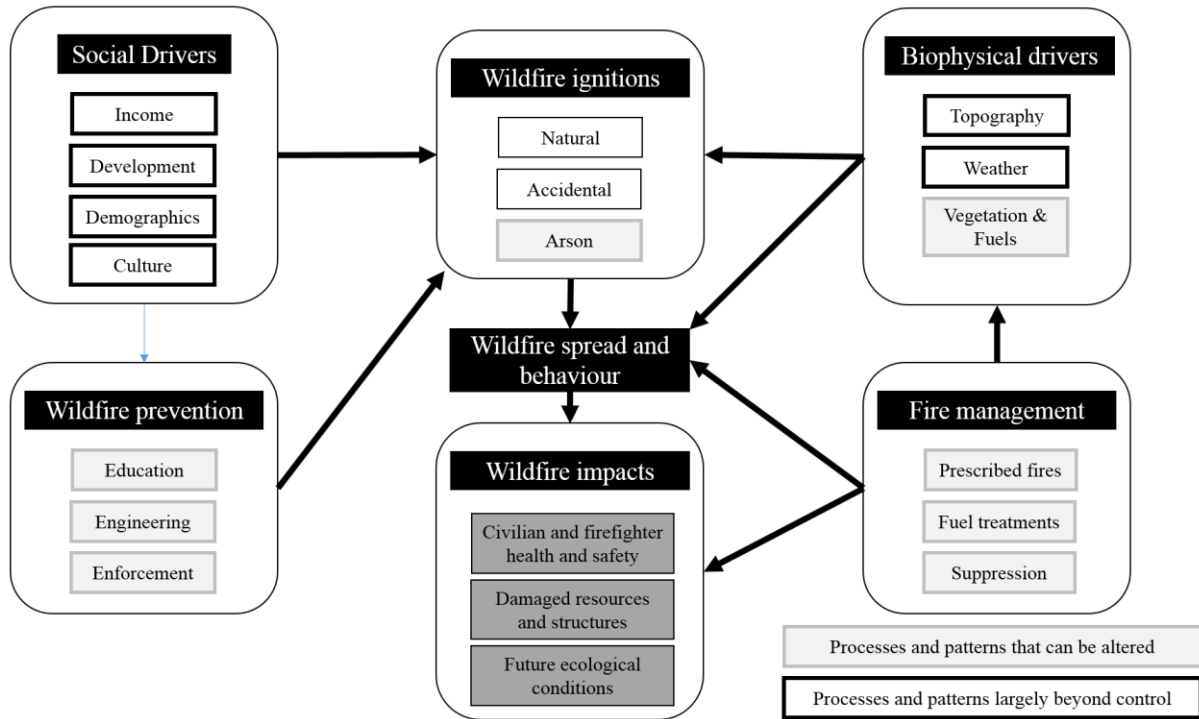 Social Drivers
Income
Development
Demographics
Culture
Wildfire prevention
Education
Engineering
Enforcement
Wildfire ignitions
Natural
Accidental
Arson
Wildfire spread and
behaviour
Wildfire impacts
Civilian and firefighter
health and safety
Damaged resources
and structures
Future ecological
conditions
Biophysical drivers
Topography
Weather
Vegetation &
Fuels
Fire management
Prescribed fires
Fuel treatments
Suppression
Processes and patterns that can be altered
Processes and patterns largely beyond control